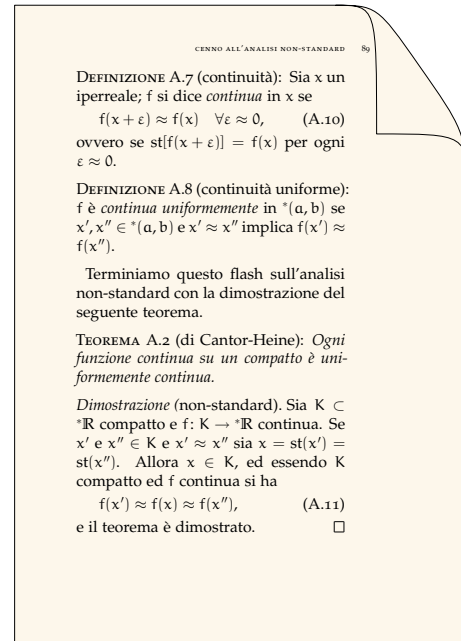 CENNO ALL'ANALISI NON-STANDARD 89
DEFINIZIONE A.7 (continuità): Sia x un
iperreale; f si dice continua in x se
f(x + ε) ≈ f(x) ∀ε ≈ 0, (A.10)
ovvero se st[f(x + ε)] = f(x) per ogni
ε ≈ 0.
DEFINIZIONE A.8 (continuità uniforme):
f è continua uniformemente in *(a, b) se
x′, x″ ∈ *(a, b) e x′ ≈ x″ implica f(x′) ≈
f(x″).
Terminiamo questo flash sull'analisi
non-standard con la dimostrazione del
seguente teorema.
TEOREMA A.2 (di Cantor-Heine): Ogni
funzione continua su un compatto è uni-
formemente continua.
Dimostrazione (non-standard). Sia K ⊂
*ℝ compatto e f: K → *ℝ continua. Se
x′ e x″ ∈ K e x′ ≈ x″ sia x = st(x′) =
st(x″). Allora x ∈ K, ed essendo K
compatto ed f continua si ha
f(x′) ≈ f(x) ≈ f(x″), (A.11)
e il teorema è dimostrato. □